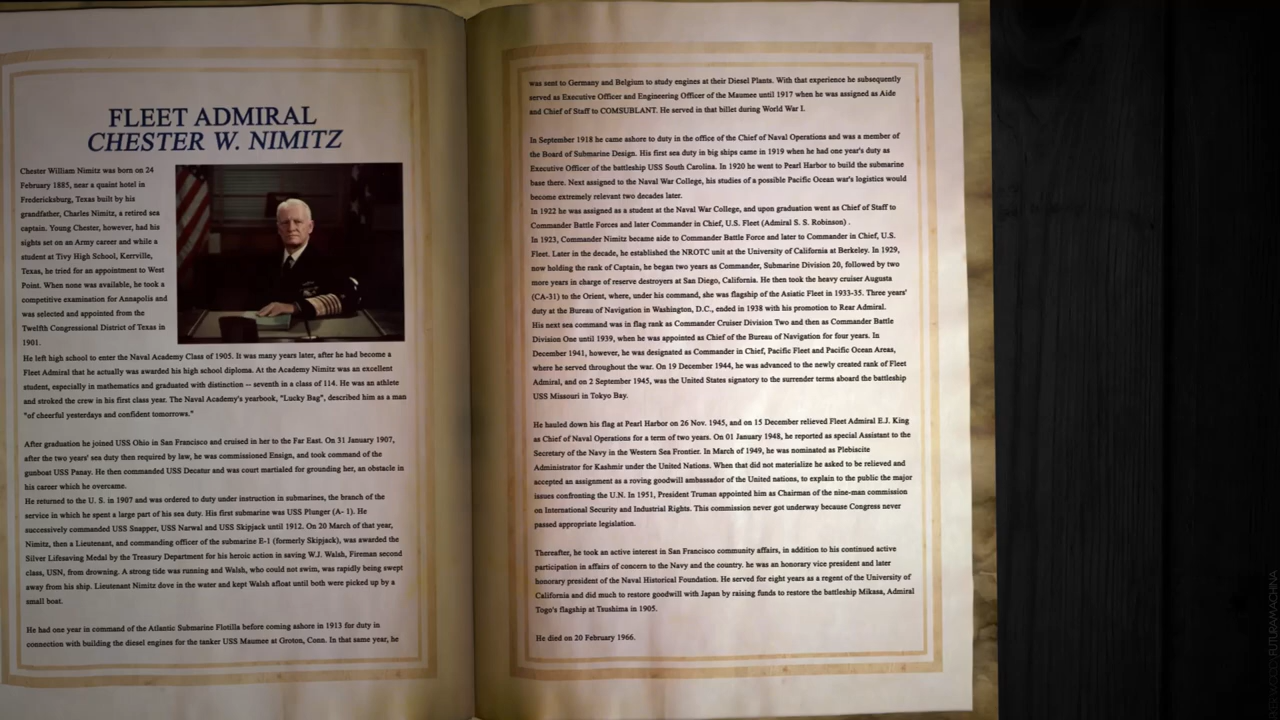 FLEET ADMIRAL
CHESTER W. NIMITZ
Chester William Nimitz was born on 24
February 1885, near a quaint hotel in
Fredericksburg, Texas built by his
grandfather, Charles Nimitz, a retired sea
captain. Young Chester, however, had his
sights set on an Army career and while a
student at Tivy High School, Kerrville,
Texas, he tried for an appointment to West
Point. When none was available, he took a
competitive examination for Annapolis and
was selected and appointed from the
Twelfth Congressional District of Texas in
1901.
He left high school to enter the Naval Academy Class of 1905. It was many years later, after he had become a
Fleet Admiral that he actually was awarded his high school diploma. At the Academy Nimitz was an excellent
student, especially in mathematics and graduated with distinction -- seventh in a class of 114. He was an athlete
and stroked the crew in his first class year. The Naval Academy's yearbook, "Lucky Bag", described him as a man
"of cheerful yesterdays and confident tomorrows."
After graduation he joined USS Ohio in San Francisco and cruised in her to the Far East. On 31 January 1907,
after the two years' sea duty then required by law, he was commissioned Ensign, and took command of the
gunboat USS Panay. He then commanded USS Decatur and was court martialed for grounding her, an obstacle in
his career which he overcame.
He returned to the U. S. in 1907 and was ordered to duty under instruction in submarines, the branch of the
service in which he spent a large part of his sea duty. His first submarine was USS Plunger (A- 1). He
successively commanded USS Snapper, USS Narwal and USS Skipjack until 1912. On 20 March of that year,
Nimitz, then a Lieutenant, and commanding officer of the submarine E-1 (formerly Skipjack), was awarded the
Silver Lifesaving Medal by the Treasury Department for his heroic action in saving W.J. Walsh, Fireman second
class, USN, from drowning. A strong tide was running and Walsh, who could not swim, was rapidly being swept
away from his ship. Lieutenant Nimitz dove in the water and kept Walsh afloat until both were picked up by a
small boat.
He had one year in command of the Atlantic Submarine Flotilla before coming ashore in 1913 for duty in
connection with building the diesel engines for the tanker USS Maumee at Groton, Conn. In that same year, he
was sent to Germany and Belgium to study engines at their Diesel Plants. With that experience he subsequently
served as Executive Officer and Engineering Officer of the Maumee until 1917 when he was assigned as Aide
and Chief of Staff to COMSUBLANT. He served in that billet during World War I.
In September 1918 he came ashore to duty in the office of the Chief of Naval Operations and was a member of
the Board of Submarine Design. His first sea duty in big ships came in 1919 when he had one year's duty as
Executive Officer of the battleship USS South Carolina. In 1920 he went to Pearl Harbor to build the submarine
base there. Next assigned to the Naval War College, his studies of a possible Pacific Ocean war's logistics would
become extremely relevant two decades later.
In 1922 he was assigned as a student at the Naval War College, and upon graduation went as Chief of Staff to
Commander Battle Forces and later Commander in Chief, U.S. Fleet (Admiral S. S. Robinson) .
In 1923, Commander Nimitz became aide to Commander Battle Force and later to Commander in Chief, U.S.
Fleet. Later in the decade, he established the NROTC unit at the University of California at Berkeley. In 1929,
now holding the rank of Captain, he began two years as Commander, Submarine Division 20, followed by two
more years in charge of reserve destroyers at San Diego, California. He then took the heavy cruiser Augusta
(CA-31) to the Orient, where, under his command, she was flagship of the Asiatic Fleet in 1933-35. Three years'
duty at the Bureau of Navigation in Washington, D.C., ended in 1938 with his promotion to Rear Admiral.
His next sea command was in flag rank as Commander Cruiser Division Two and then as Commander Battle
Division One until 1939, when he was appointed as Chief of the Bureau of Navigation for four years. In
December 1941, however, he was designated as Commander in Chief, Pacific Fleet and Pacific Ocean Areas,
where he served throughout the war. On 19 December 1944, he was advanced to the newly created rank of Fleet
Admiral, and on 2 September 1945, was the United States signatory to the surrender terms aboard the battleship
USS Missouri in Tokyo Bay.
He hauled down his flag at Pearl Harbor on 26 Nov. 1945, and on 15 December relieved Fleet Admiral E.J. King
as Chief of Naval Operations for a term of two years. On 01 January 1948, he reported as special Assistant to the
Secretary of the Navy in the Western Sea Frontier. In March of 1949, he was nominated as Plebiscite
Administrator for Kashmir under the United Nations. When that did not materialize he asked to be relieved and
accepted an assignment as a roving goodwill ambassador of the United nations, to explain to the public the major
issues confronting the U.N. In 1951, President Truman appointed him as Chairman of the nine-man commission
on International Security and Industrial Rights. This commission never got underway because Congress never
passed appropriate legislation.
Thereafter, he took an active interest in San Francisco community affairs, in addition to his continued active
participation in affairs of concern to the Navy and the country. he was an honorary vice president and later
honorary president of the Naval Historical Foundation. He served for eight years as a regent of the University of
California and did much to restore goodwill with Japan by raising funds to restore the battleship Mikasa, Admiral
Togo's flagship at Tsushima in 1905.
He died on 20 February 1966.